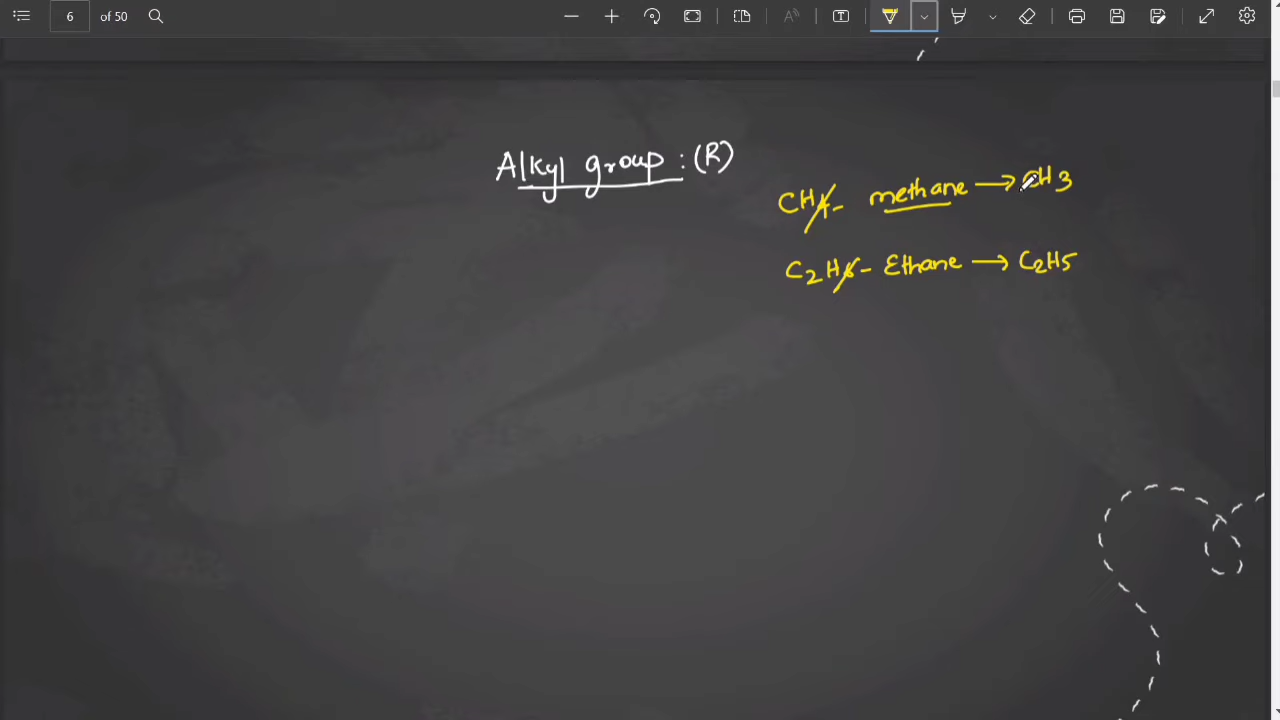 6 of 50
Alkyl group : (R)
CH4 - methane → CH3
C2H6 - Ethane → C2H5